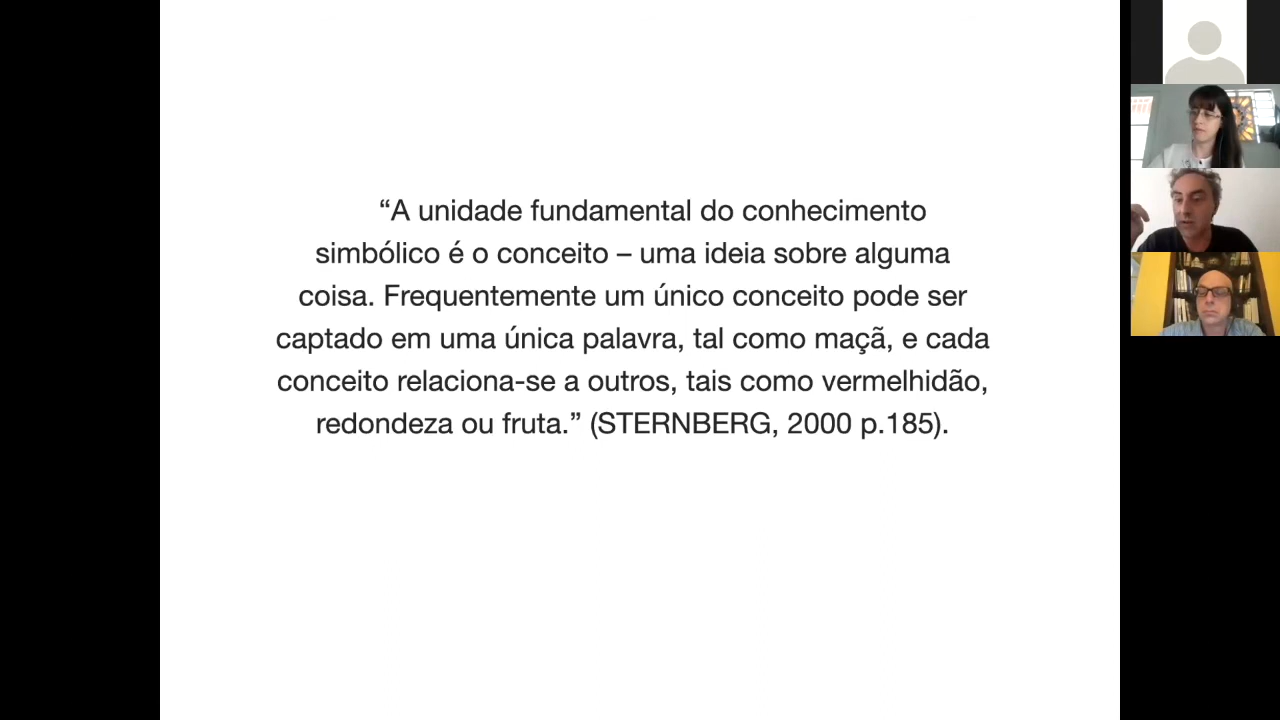 “A unidade fundamental do conhecimento
simbólico é o conceito – uma ideia sobre alguma
coisa. Frequentemente um único conceito pode ser
captado em uma única palavra, tal como maçã, e cada
conceito relaciona-se a outros, tais como vermelhidão,
redondeza ou fruta.” (STERNBERG, 2000 p.185).